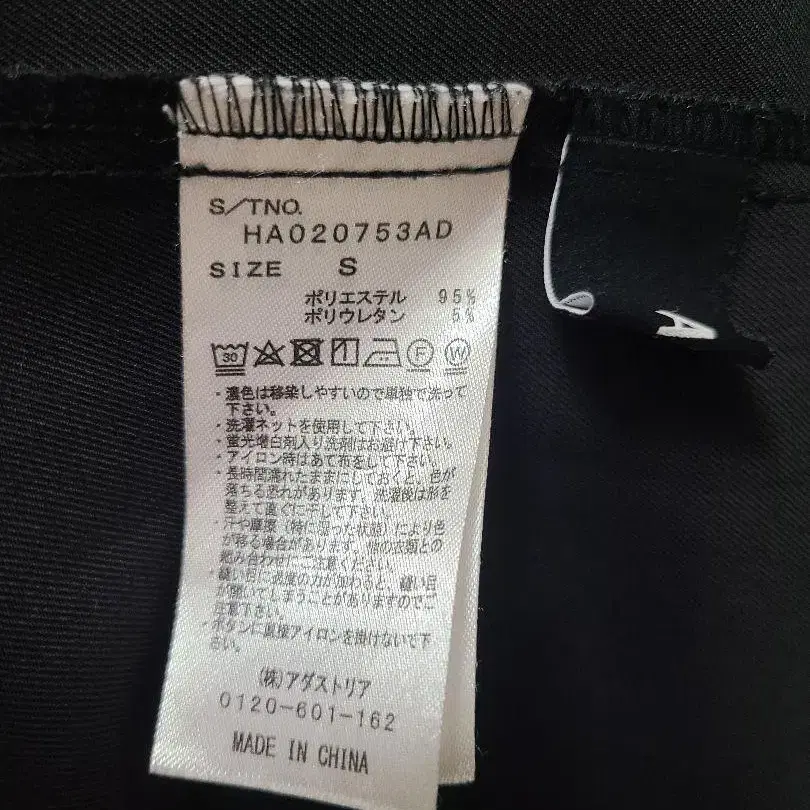 S/TNO.
HA020753AD
SIZE S
ポリエステル 95%
ポリウレタン 5%
30
F
W
・濃色は移染しやすいので単独で洗って
下さい。
・洗濯ネットを使用して下さい。
・蛍光増白剤入り洗剤はお避け下さい。
・アイロン時はあて布をして下さい。
・長時間濡れたままにしておくと、色が
落ちる恐れがあります。洗濯後は形を
整えて直ぐに干して下さい。
・汗や摩擦(特に湿った状態)により色
が移る場合があります。他の衣類との
組み合わせにご注意ください。
・縫い目に過度の力が加わると、縫い目
が開いてしまうことがありますのでご
注意下さい。
・ボタンに直接アイロンを掛けないで下
さい。
(株)アダストリア
0120-601-162
MADE IN CHINA
A